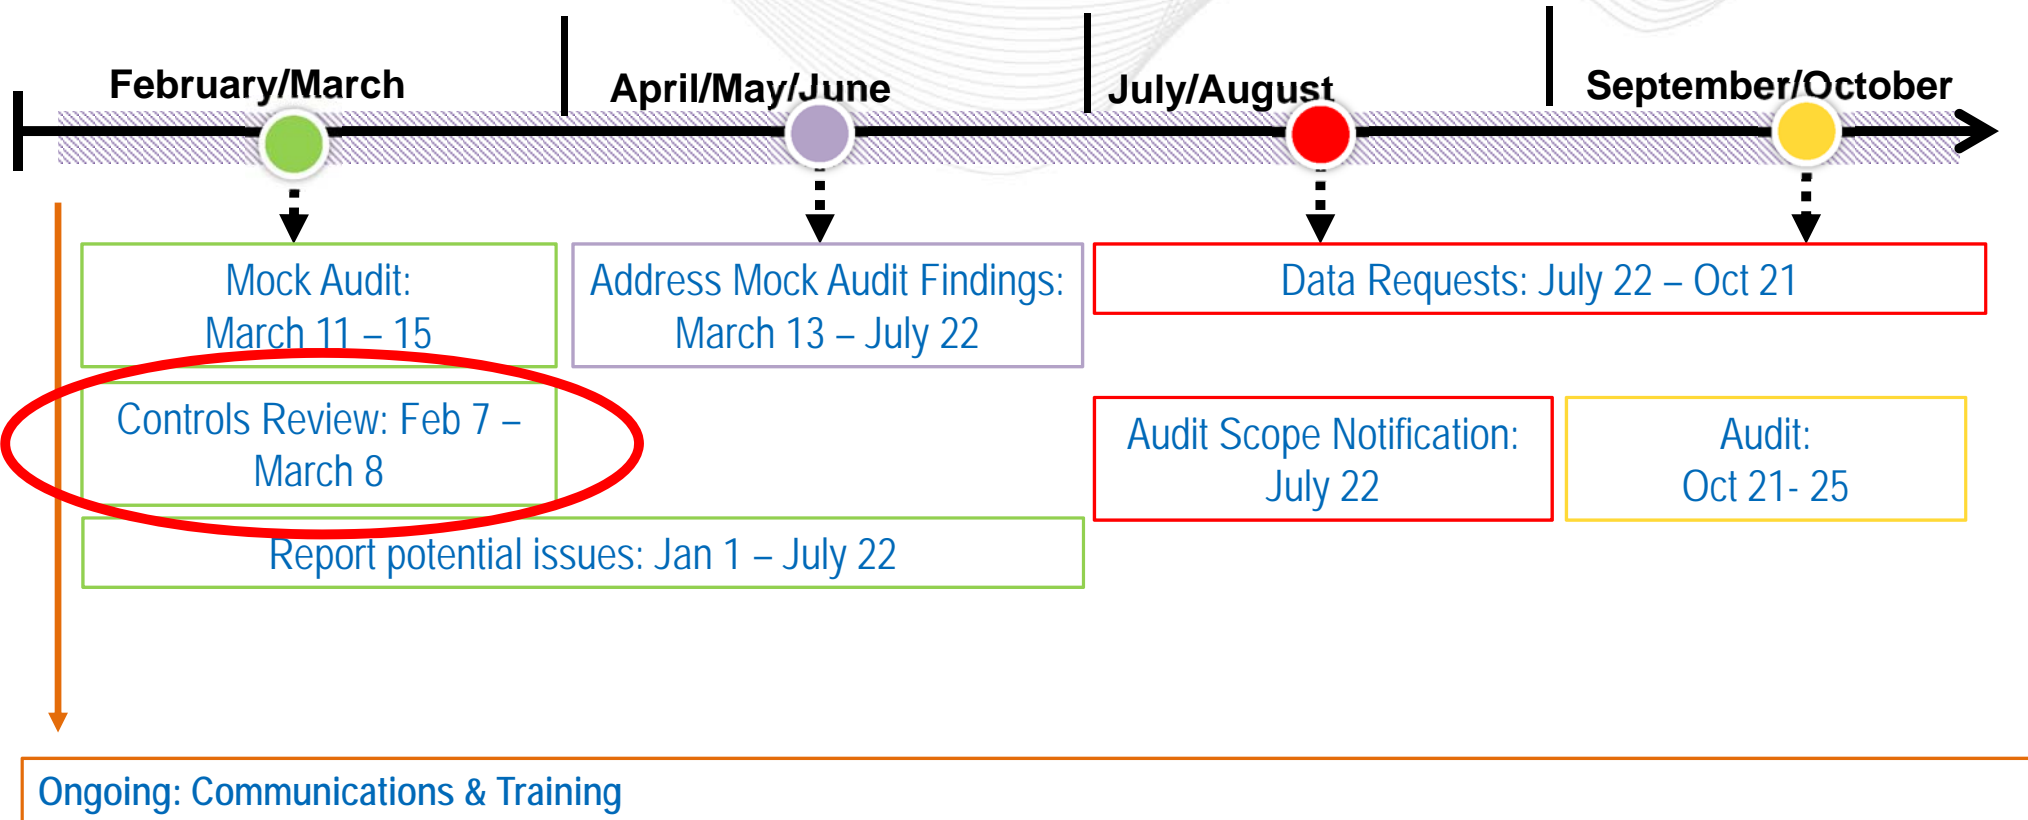 February/March
April/May/June
July/August
September/October
Mock Audit:
March 11 – 15
Address Mock Audit Findings:
March 13 – July 22
Data Requests: July 22 – Oct 21
Controls Review: Feb 7 –
March 8
Audit Scope Notification:
July 22
Audit:
Oct 21- 25
Report potential issues: Jan 1 – July 22
Ongoing: Communications & Training